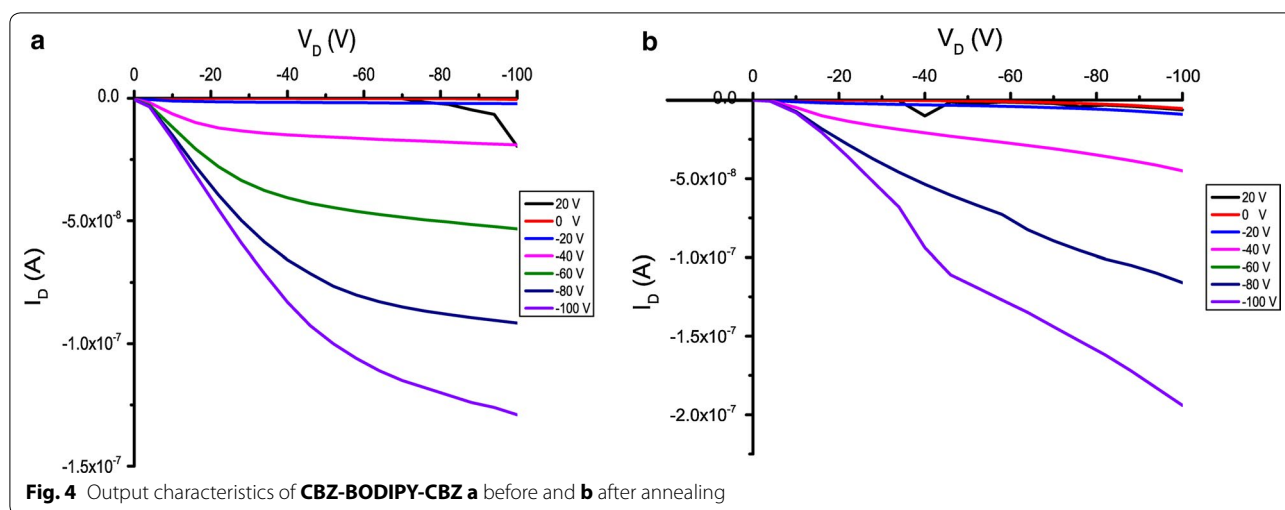 a
V_D (V)
0 -20 -40 -60 -80 -100
0.0
-5.0x10⁻⁸
-1.0x10⁻⁷
-1.5x10⁻⁷
I_D (A)
20 V
0 V
-20 V
-40 V
-60 V
-80 V
-100 V
b
V_D (V)
0 -20 -40 -60 -80 -100
0.0
-5.0x10⁻⁸
-1.0x10⁻⁷
-1.5x10⁻⁷
-2.0x10⁻⁷
I_D (A)
20 V
0 V
-20 V
-40 V
-60 V
-80 V
-100 V
Fig. 4 Output characteristics of CBZ-BODIPY-CBZ a before and b after annealing